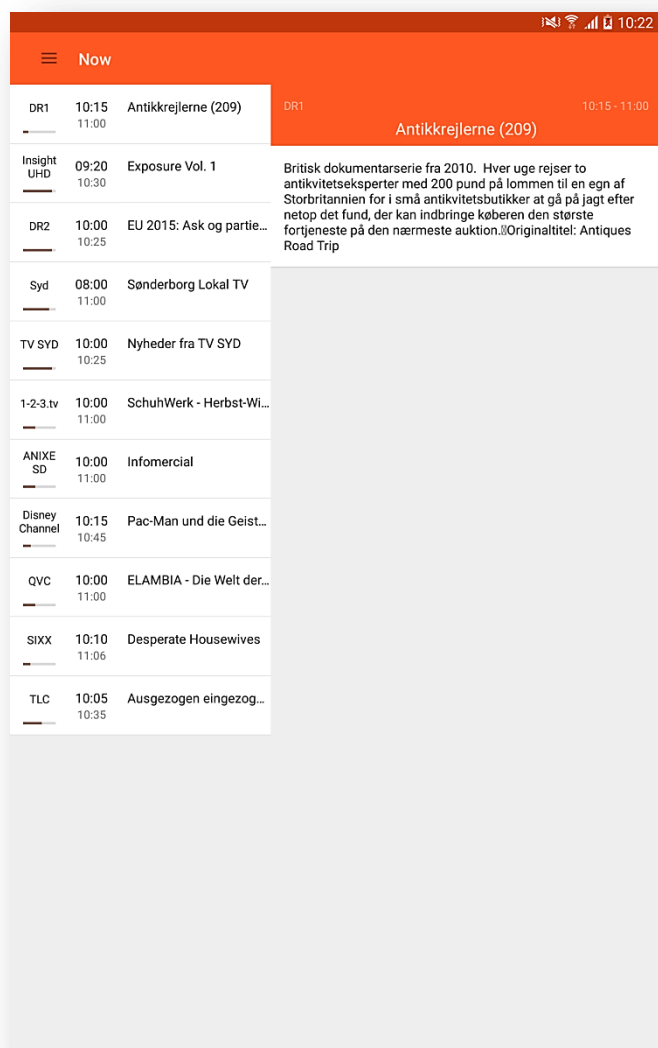 10:22
Now
DR1 10:15 Antikkrejlerne (209)
11:00
Insight UHD 09:20 Exposure Vol. 1
10:30
DR2 10:00 EU 2015: Ask og partie...
10:25
Syd 08:00 Sønderborg Lokal TV
11:00
TV SYD 10:00 Nyheder fra TV SYD
10:25
1-2-3.tv 10:00 SchuhWerk - Herbst-Wi...
11:00
ANIXE SD 10:00 Infomercial
11:00
Disney Channel 10:15 Pac-Man und die Geist...
10:45
QVC 10:00 ELAMBIA - Die Welt der...
11:00
SIXX 10:10 Desperate Housewives
11:06
TLC 10:05 Ausgezogen eingezog...
10:35
DR1 10:15 - 11:00
Antikkrejlerne (209)
Britisk dokumentarserie fra 2010.  Hver uge rejser to
antikvitetseksperter med 200 pund på lommen til en egn af
Storbritannien for i små antikvitetsbutikker at gå på jagt efter
netop det fund, der kan indbringe køberen den største
fortjeneste på den nærmeste auktion.Originaltitel: Antiques
Road Trip